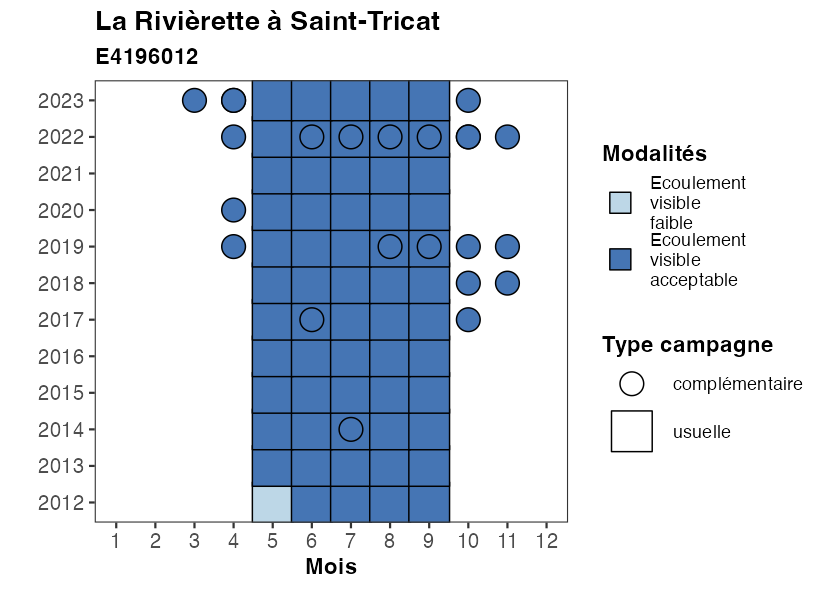 La Rivièrette à Saint-Tricat
E4196012
2023
2022
2021
2020
2019
2018
2017
2016
2015
2014
2013
2012
1 2 3 4 5 6 7 8 9 10 11 12
Mois
Modalités
Ecoulement
visible
faible
Ecoulement
visible
acceptable
Type campagne
complémentaire
usuelle